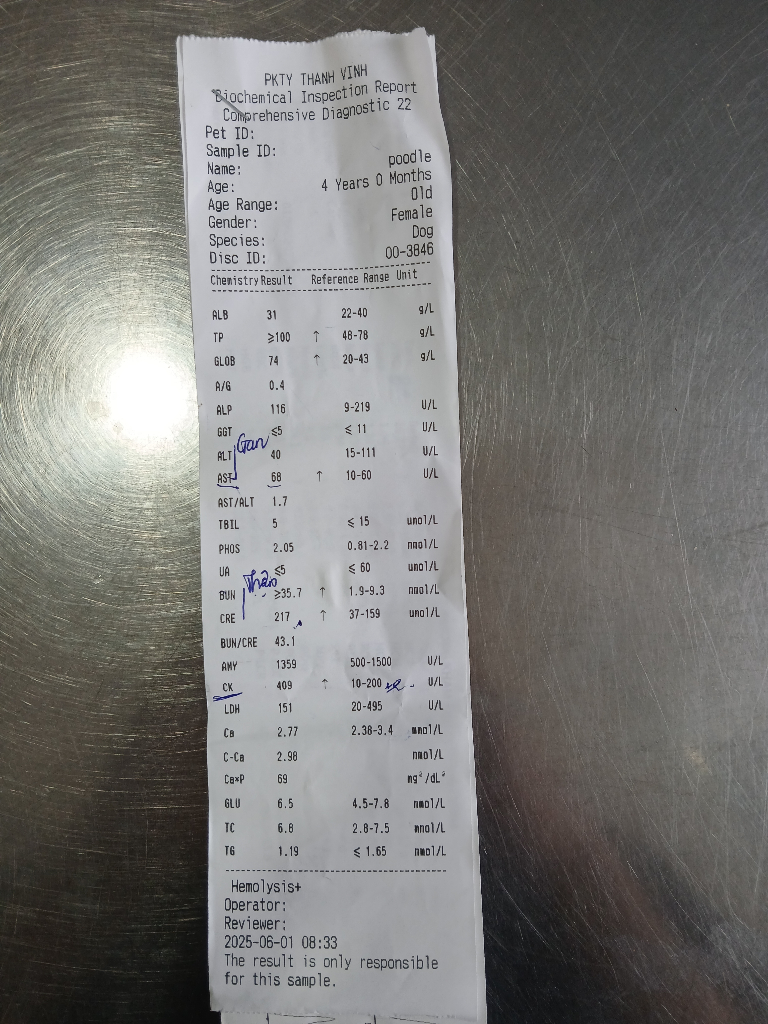 PKTY THANH VINH
Biochemical Inspection Report
Comprehensive Diagnostic 22
Pet ID:
Sample ID:
Name: poodle
Age: 4 Years 0 Months
Age Range: Old
Gender: Female
Species: Dog
Disc ID: 00-3846
Chemistry Result Reference Range Unit
ALB 31 22-40 g/L
TP ≥100 ↑ 48-78 g/L
GLOB 74 ↑ 20-43 g/L
A/G 0.4
ALP 116 9-219 U/L
GGT ≤5 ≤ 11 U/L
Gan
ALT 40 15-111 U/L
AST 68 ↑ 10-60 U/L
AST/ALT 1.7
TBIL 5 ≤ 15 umol/L
PHOS 2.05 0.81-2.2 mmol/L
UA ≤5 ≤ 60 umol/L
Thận
BUN ≥35.7 ↑ 1.9-9.3 mmol/L
CRE 217 ↑ 37-159 umol/L
BUN/CRE 43.1
AMY 1359 500-1500 U/L
CK 409 ↑ 10-200 U/L
LDH 151 20-495 U/L
Ca 2.77 2.38-3.4 mmol/L
C-Ca 2.98 mmol/L
Ca*P 69 mg²/dL²
GLU 6.5 4.5-7.8 mmol/L
TC 6.8 2.8-7.5 mmol/L
TG 1.19 ≤ 1.65 mmol/L
Hemolysis+
Operator:
Reviewer:
2025-06-01 08:33
The result is only responsible
for this sample.